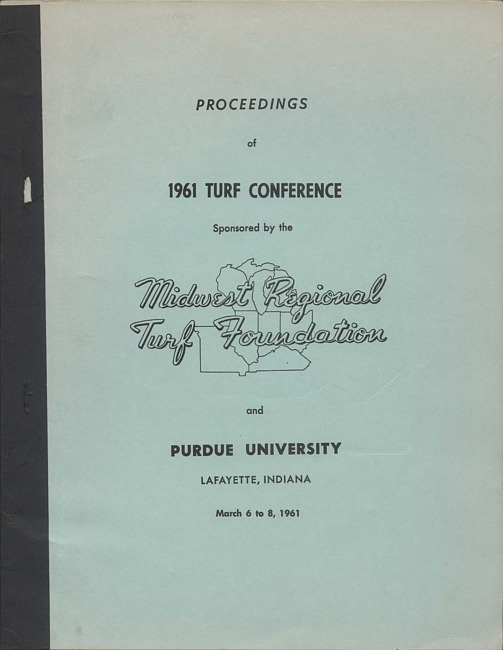 PROCEEDINGS
of
1961 TURF CONFERENCE
Sponsored by the
Midwest Regional
Turf Foundation
and
PURDUE UNIVERSITY
LAFAYETTE, INDIANA
March 6 to 8, 1961